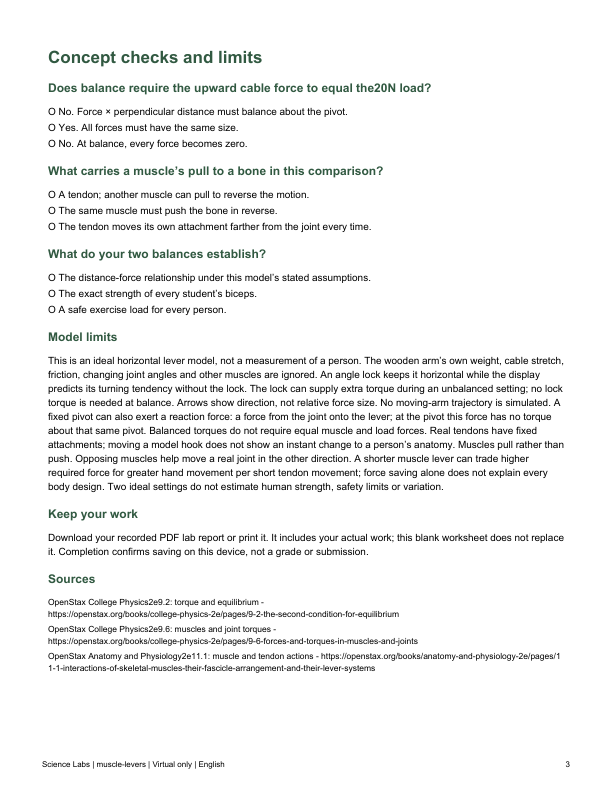 Concept checks and limits
Does balance require the upward cable force to equal the20N load?
O No. Force × perpendicular distance must balance about the pivot.
O Yes. All forces must have the same size.
O No. At balance, every force becomes zero.
What carries a muscle's pull to a bone in this comparison?
O A tendon; another muscle can pull to reverse the motion.
O The same muscle must push the bone in reverse.
O The tendon moves its own attachment farther from the joint every time.
What do your two balances establish?
O The distance-force relationship under this model's stated assumptions.
O The exact strength of every student's biceps.
O A safe exercise load for every person.
Model limits
This is an ideal horizontal lever model, not a measurement of a person. The wooden arm's own weight, cable stretch,
friction, changing joint angles and other muscles are ignored. An angle lock keeps it horizontal while the display
predicts its turning tendency without the lock. The lock can supply extra torque during an unbalanced setting; no lock
torque is needed at balance. Arrows show direction, not relative force size. No moving-arm trajectory is simulated. A
fixed pivot can also exert a reaction force: a force from the joint onto the lever; at the pivot this force has no torque
about that same pivot. Balanced torques do not require equal muscle and load forces. Real tendons have fixed
attachments; moving a model hook does not show an instant change to a person's anatomy. Muscles pull rather than
push. Opposing muscles help move a real joint in the other direction. A shorter muscle lever can trade higher
required force for greater hand movement per short tendon movement; force saving alone does not explain every
body design. Two ideal settings do not estimate human strength, safety limits or variation.
Keep your work
Download your recorded PDF lab report or print it. It includes your actual work; this blank worksheet does not replace
it. Completion confirms saving on this device, not a grade or submission.
Sources
OpenStax College Physics2e9.2: torque and equilibrium -
https://openstax.org/books/college-physics-2e/pages/9-2-the-second-condition-for-equilibrium
OpenStax College Physics2e9.6: muscles and joint torques -
https://openstax.org/books/college-physics-2e/pages/9-6-forces-and-torques-in-muscles-and-joints
OpenStax Anatomy and Physiology2e11.1: muscle and tendon actions - https://openstax.org/books/anatomy-and-physiology-2e/pages/1
1-1-interactions-of-skeletal-muscles-their-fascicle-arrangement-and-their-lever-systems
Science Labs | muscle-levers | Virtual only | English
3